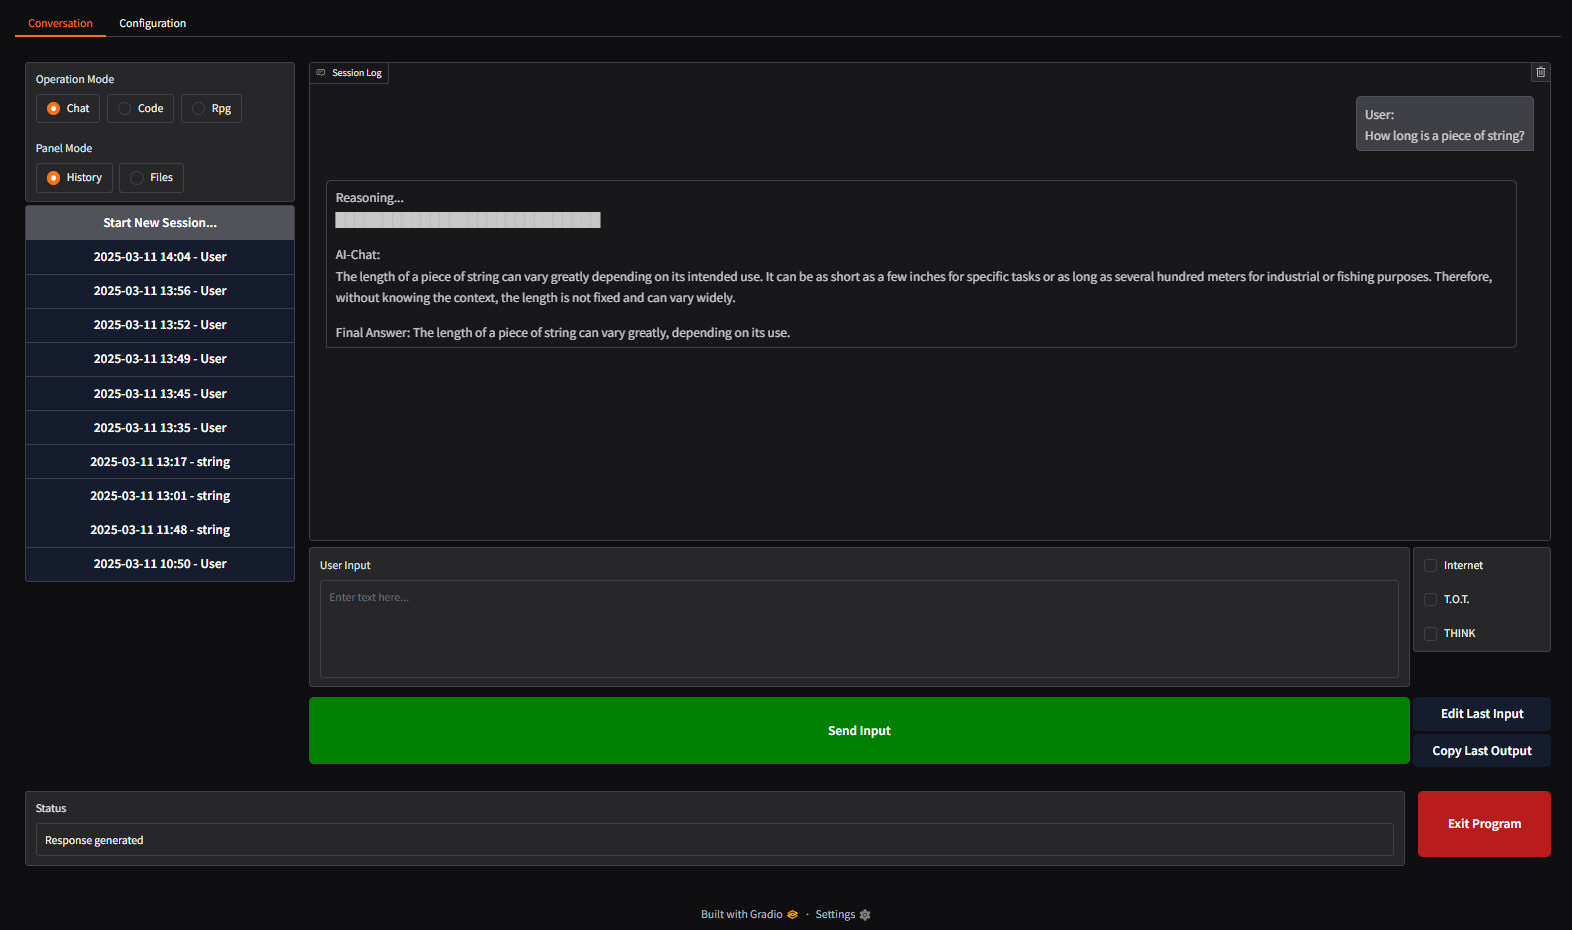 Conversation Configuration
Operation Mode
Chat Code Rpg
Panel Mode
History Files
Start New Session...
2025-03-11 14:04 - User
2025-03-11 13:56 - User
2025-03-11 13:52 - User
2025-03-11 13:49 - User
2025-03-11 13:45 - User
2025-03-11 13:35 - User
2025-03-11 13:17 - string
2025-03-11 13:01 - string
2025-03-11 11:48 - string
2025-03-11 10:50 - User
Session Log
User:
How long is a piece of string?
Reasoning...
AI-Chat:
The length of a piece of string can vary greatly depending on its intended use. It can be as short as a few inches for specific tasks or as long as several hundred meters for industrial or fishing purposes. Therefore,
without knowing the context, the length is not fixed and can vary widely.
Final Answer: The length of a piece of string can vary greatly, depending on its use.
User Input
Enter text here...
Internet
T.O.T.
THINK
Send Input
Edit Last Input
Copy Last Output
Status
Response generated
Exit Program
Built with Gradio · Settings